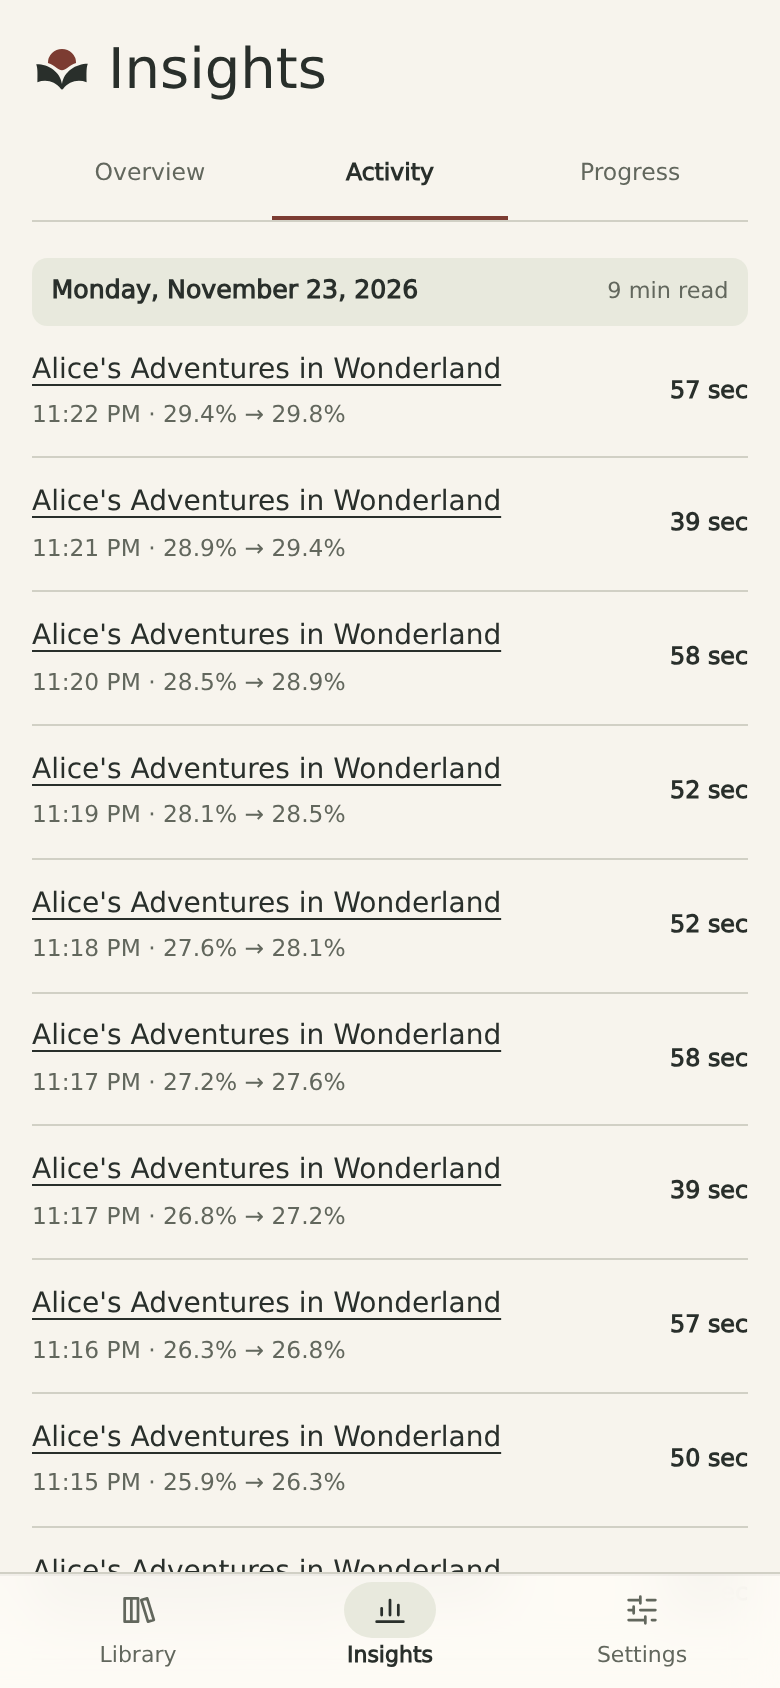 Insights
Overview Activity Progress
Monday, November 23, 2026 9 min read
Alice's Adventures in Wonderland
57 sec
11:22 PM · 29.4% → 29.8%
Alice's Adventures in Wonderland
39 sec
11:21 PM · 28.9% → 29.4%
Alice's Adventures in Wonderland
58 sec
11:20 PM · 28.5% → 28.9%
Alice's Adventures in Wonderland
52 sec
11:19 PM · 28.1% → 28.5%
Alice's Adventures in Wonderland
52 sec
11:18 PM · 27.6% → 28.1%
Alice's Adventures in Wonderland
58 sec
11:17 PM · 27.2% → 27.6%
Alice's Adventures in Wonderland
39 sec
11:17 PM · 26.8% → 27.2%
Alice's Adventures in Wonderland
57 sec
11:16 PM · 26.3% → 26.8%
Alice's Adventures in Wonderland
50 sec
11:15 PM · 25.9% → 26.3%
Alice's Adventures in Wonderland
Library Insights Settings